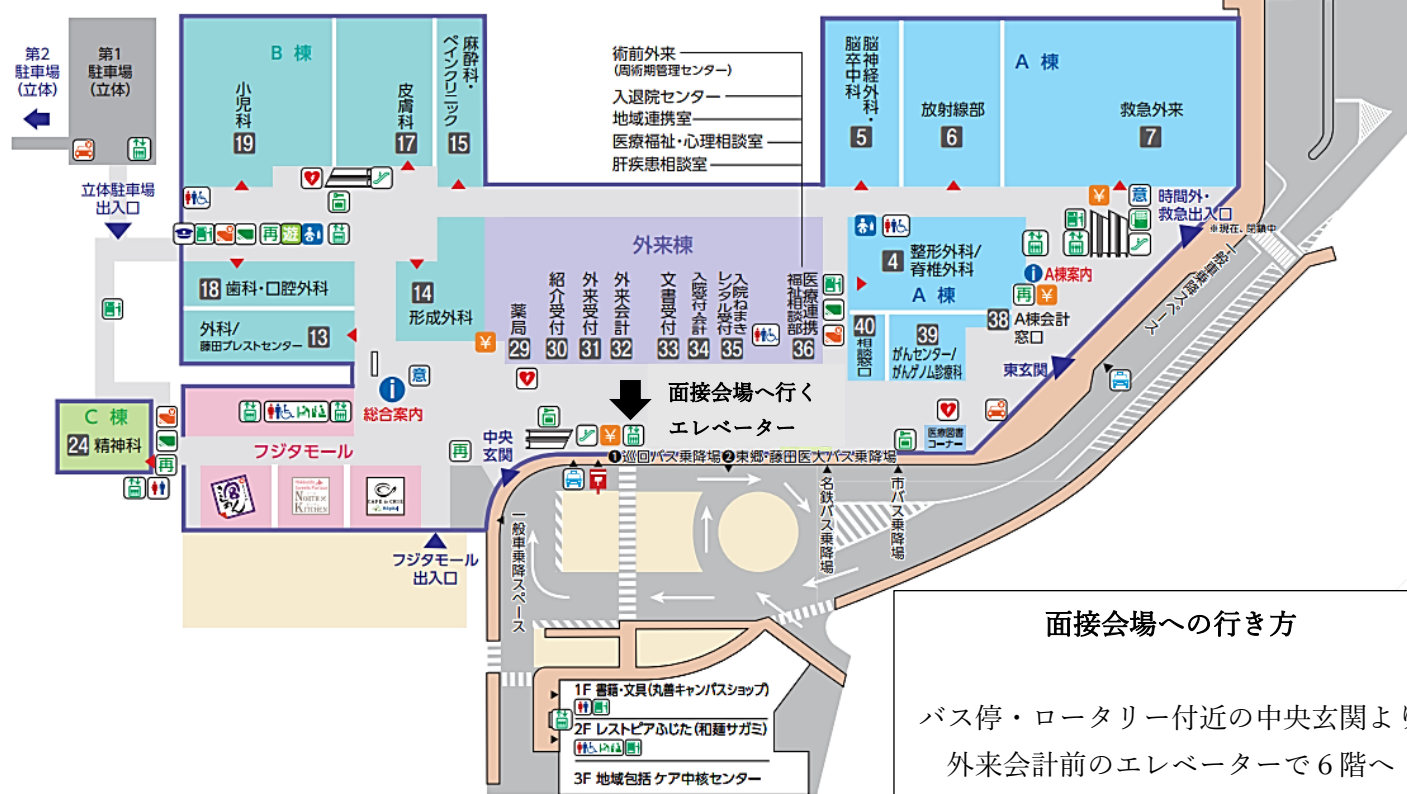 第2
駐車場
(立体)
第1
駐車場
(立体)
立体駐車場
出入口
B 棟
小児科
19
皮膚科
17
麻酔科・
ペインクリニック
15
術前外来
(周術期管理センター)
入退院センター
地域連携室
医療福祉・心理相談室
肝疾患相談室
A 棟
脳神経外科・
脳卒中科
5
放射線部
6
救急外来
7
¥
意
時間外・
救急出入口
※現在、閉鎖中
一般車乗降スペース
再
遊
18 歯科・口腔外科
外科/
藤田ブレストセンター 13
14
形成外科
¥
外来棟
薬局
29
紹介受付
30
外来受付
31
外来会計
32
文書受付
33
入院受付・会計
34
入院ねまき
レンタル受付
35
医療連携
福祉相談部
36
4 整形外科/
脊椎外科
A 棟
i A棟案内
再 ¥
38 A棟会計
窓口
40
相談窓口
39
がんセンター/
がんゲノム診療科
東玄関
i
意
総合案内
面接会場へ行く
エレベーター
C 棟
24 精神科
再
フジタモール
再
中央
玄関
¥
医療図書
コーナー
❶巡回バス乗降場❷東郷・藤田医大バス乗降場
名鉄バス乗降場
市バス乗降場
NORTH
KITCHEN
フジタモール
出入口
一般車乗降スペース
1F 書籍・文具(丸善キャンパスショップ)
2F レストピアふじた(和麺サガミ)
3F 地域包括ケア中核センター
面接会場への行き方
バス停・ロータリー付近の中央玄関より
外来会計前のエレベーターで6階へ